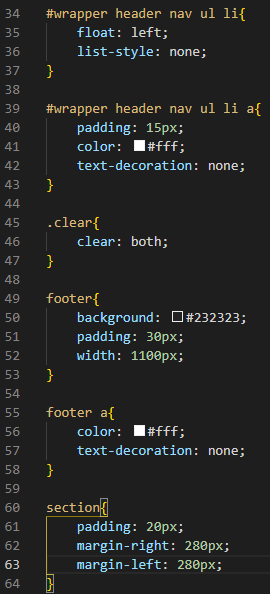 34 #wrapper header nav ul li{
35     float: left;
36     list-style: none;
37 }
38
39 #wrapper header nav ul li a{
40     padding: 15px;
41     color: #fff;
42     text-decoration: none;
43 }
44
45 .clear{
46     clear: both;
47 }
48
49 footer{
50     background: #232323;
51     padding: 30px;
52     width: 1100px;
53 }
54
55 footer a{
56     color: #fff;
57     text-decoration: none;
58 }
59
60 section{
61     padding: 20px;
62     margin-right: 280px;
63     margin-left: 280px;
64 }